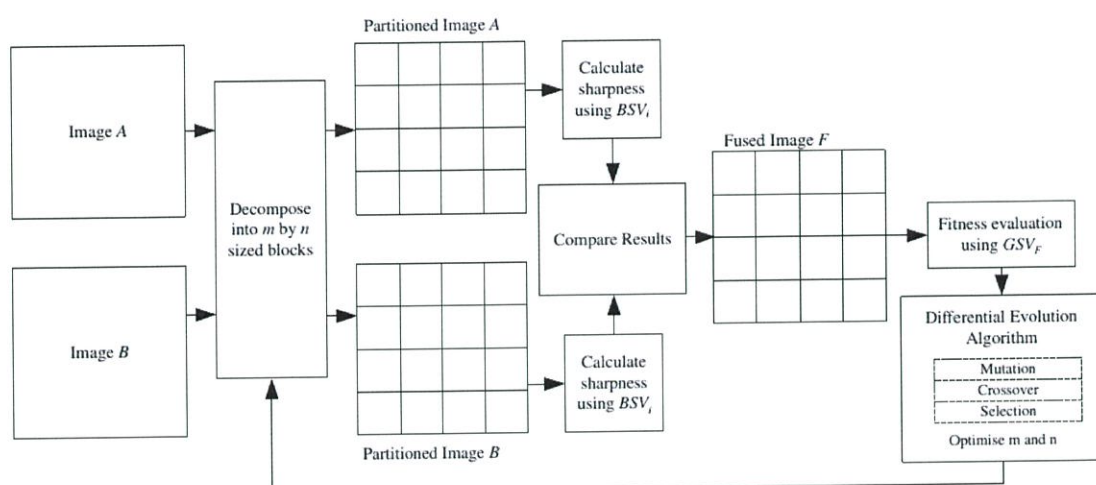 Partitioned Image A
Image A
Decompose
into m by n
sized blocks
Calculate
sharpness
using BSVi
Compare Results
Fused Image F
Fitness evaluation
using GSVF
Differential Evolution
Algorithm
Mutation
Crossover
Selection
Optimise m and n
Image B
Calculate
sharpness
using BSVi
Partitioned Image B